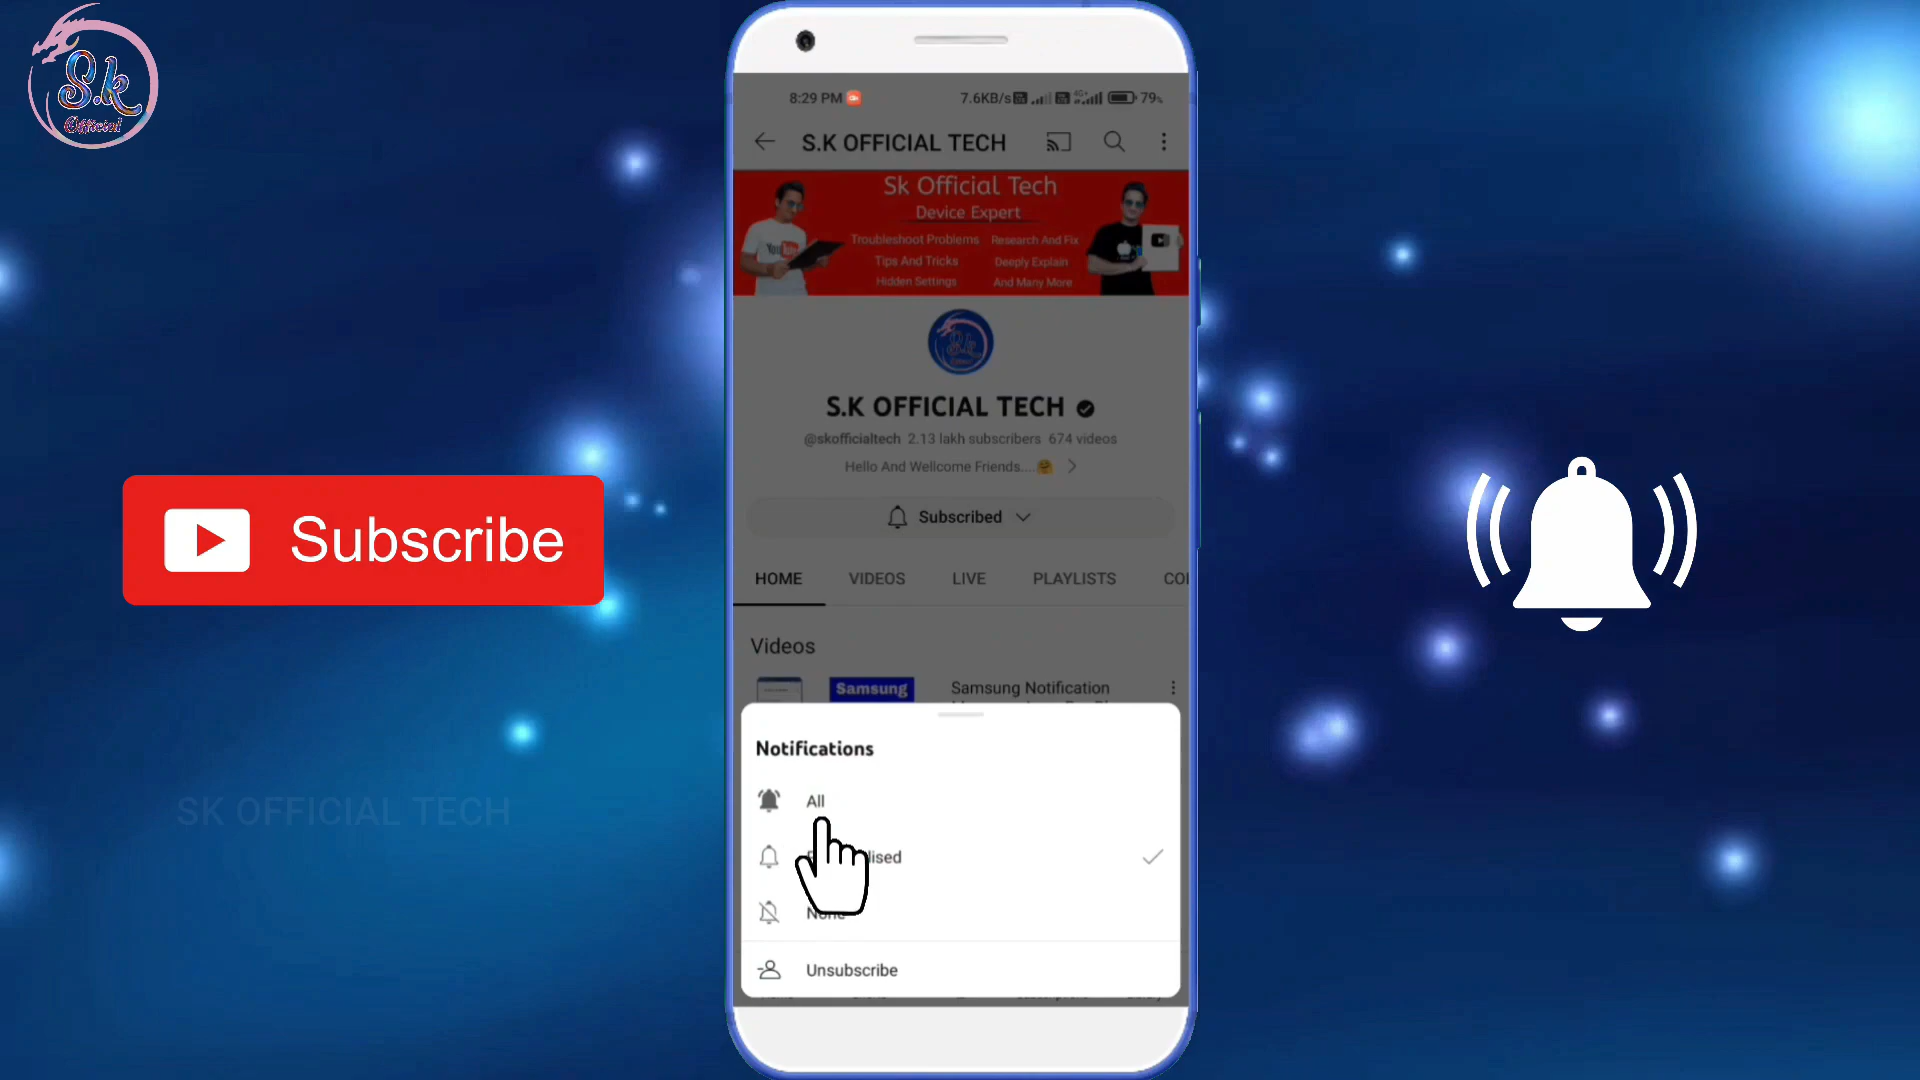 S.k
Official
8:29 PM
7.6KB/s
4G+
79%
S.K OFFICIAL TECH
Sk Official Tech
Device Expert
Troubleshoot Problems
Research And Fix
Tips And Tricks
Deeply Explain
Hidden Settings
And Many More
S.K OFFICIAL TECH
@skofficialtech 2.13 lakh subscribers 674 videos
Hello And Wellcome Friends....🤗
Subscribed
Subscribe
HOME VIDEOS LIVE PLAYLISTS
Videos
Samsung
Samsung Notification
Notifications
All
None
Unsubscribe
SK OFFICIAL TECH